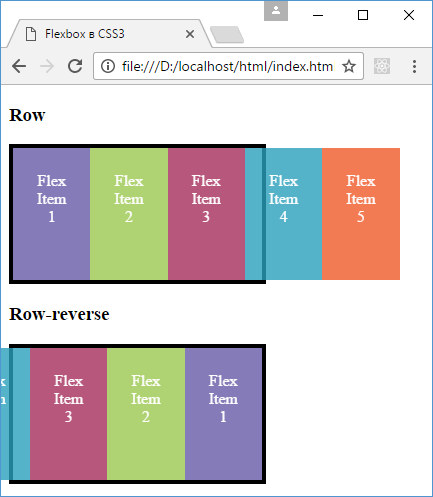 Flexbox в CSS3
file:///D:/localhost/html/index.htm
Row
Flex
Item
1
Flex
Item
2
Flex
Item
3
Flex
Item
4
Flex
Item
5
Row-reverse
Flex
Item
3
Flex
Item
2
Flex
Item
1